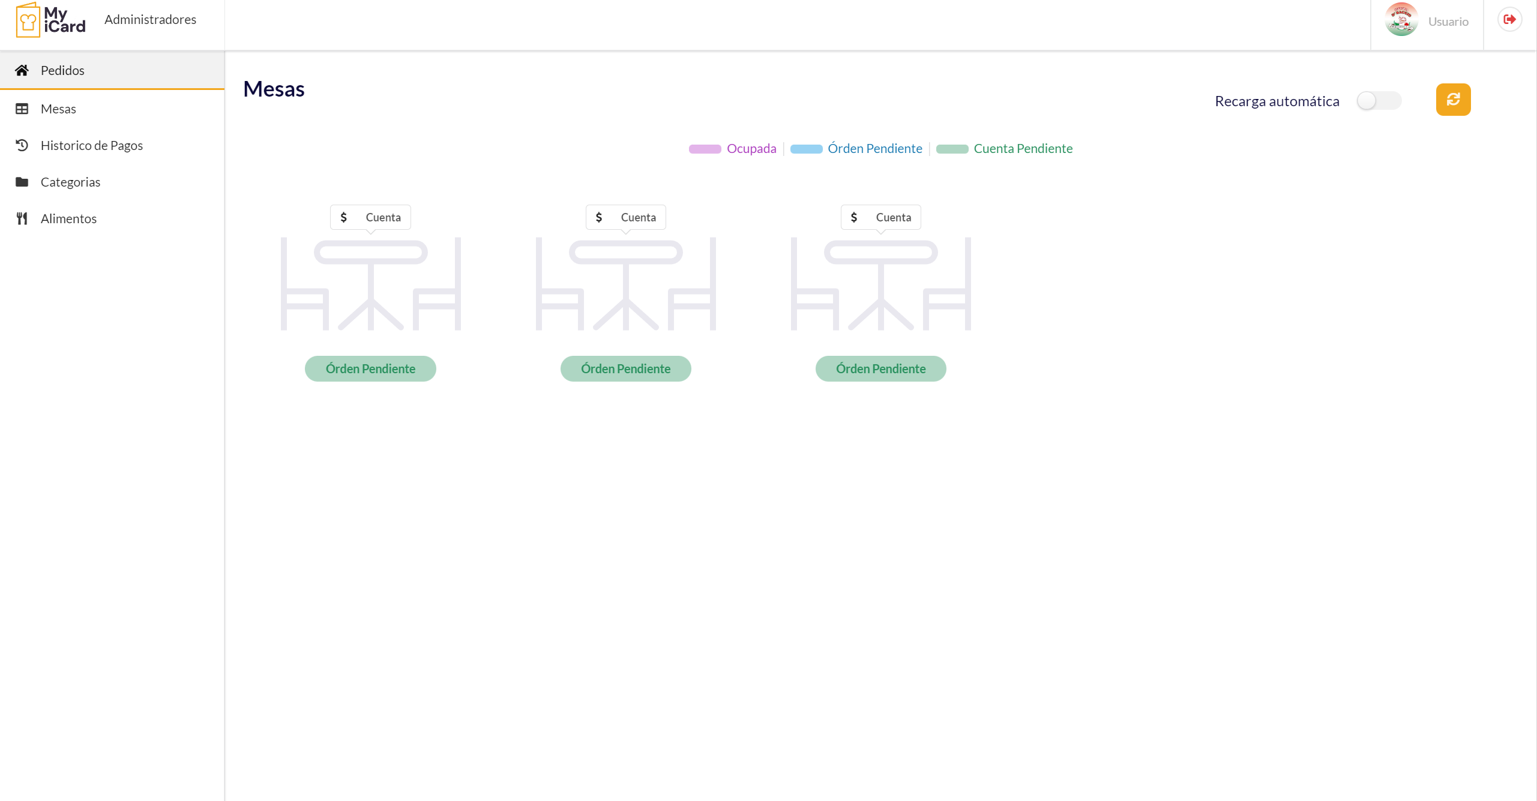 My
iCard
Administradores
Usuario
Pedidos
Mesas
Historico de Pagos
Categorias
Alimentos
Mesas
Recarga automática
Ocupada
Órden Pendiente
Cuenta Pendiente
$ Cuenta
$ Cuenta
$ Cuenta
Órden Pendiente
Órden Pendiente
Órden Pendiente